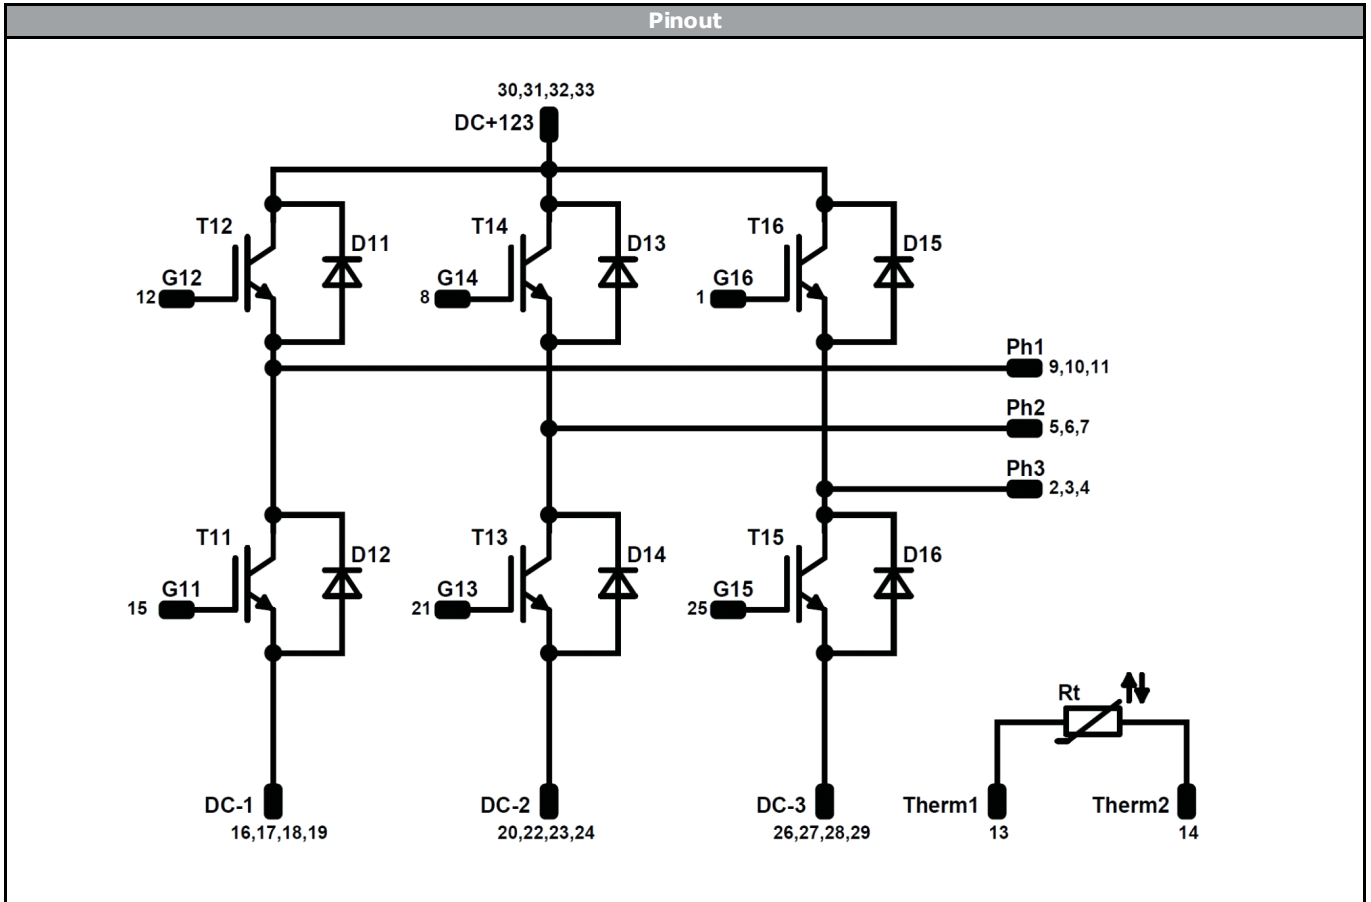 Pinout
30,31,32,33
DC+123
T12
D11
G12
12
T14
D13
G14
8
T16
D15
G16
1
Ph1
9,10,11
Ph2
5,6,7
Ph3
2,3,4
T11
D12
G11
15
T13
D14
G13
21
T15
D16
G15
25
Rt
DC-1
16,17,18,19
DC-2
20,22,23,24
DC-3
26,27,28,29
Therm1
13
Therm2
14